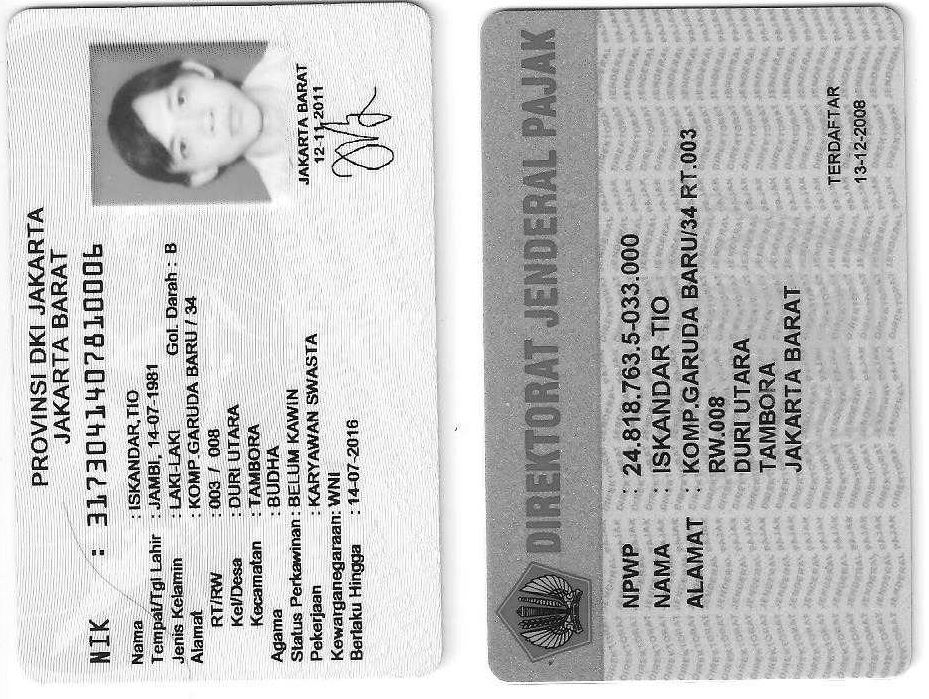 PROVINSI DKI JAKARTA
JAKARTA BARAT
NIK : 3173041407810006
Nama : ISKANDAR,TIO
Tempat/Tgl Lahir : JAMBI, 14-07-1981
Jenis Kelamin : LAKI-LAKI Gol. Darah : B
Alamat : KOMP.GARUDA BARU / 34
RT/RW : 003 / 008
Kel/Desa : DURI UTARA
Kecamatan : TAMBORA
Agama : BUDHA
Status Perkawinan : BELUM KAWIN
Pekerjaan : KARYAWAN SWASTA
Kewarganegaraan: WNI
Berlaku Hingga : 14-07-2016
JAKARTA BARAT
12-11-2011
DIREKTORAT JENDERAL PAJAK
NPWP : 24.818.763.5-033.000
NAMA : ISKANDAR TIO
ALAMAT : KOMP.GARUDA BARU/34 RT.003
RW.008
DURI UTARA
TAMBORA
JAKARTA BARAT
TERDAFTAR
13-12-2008